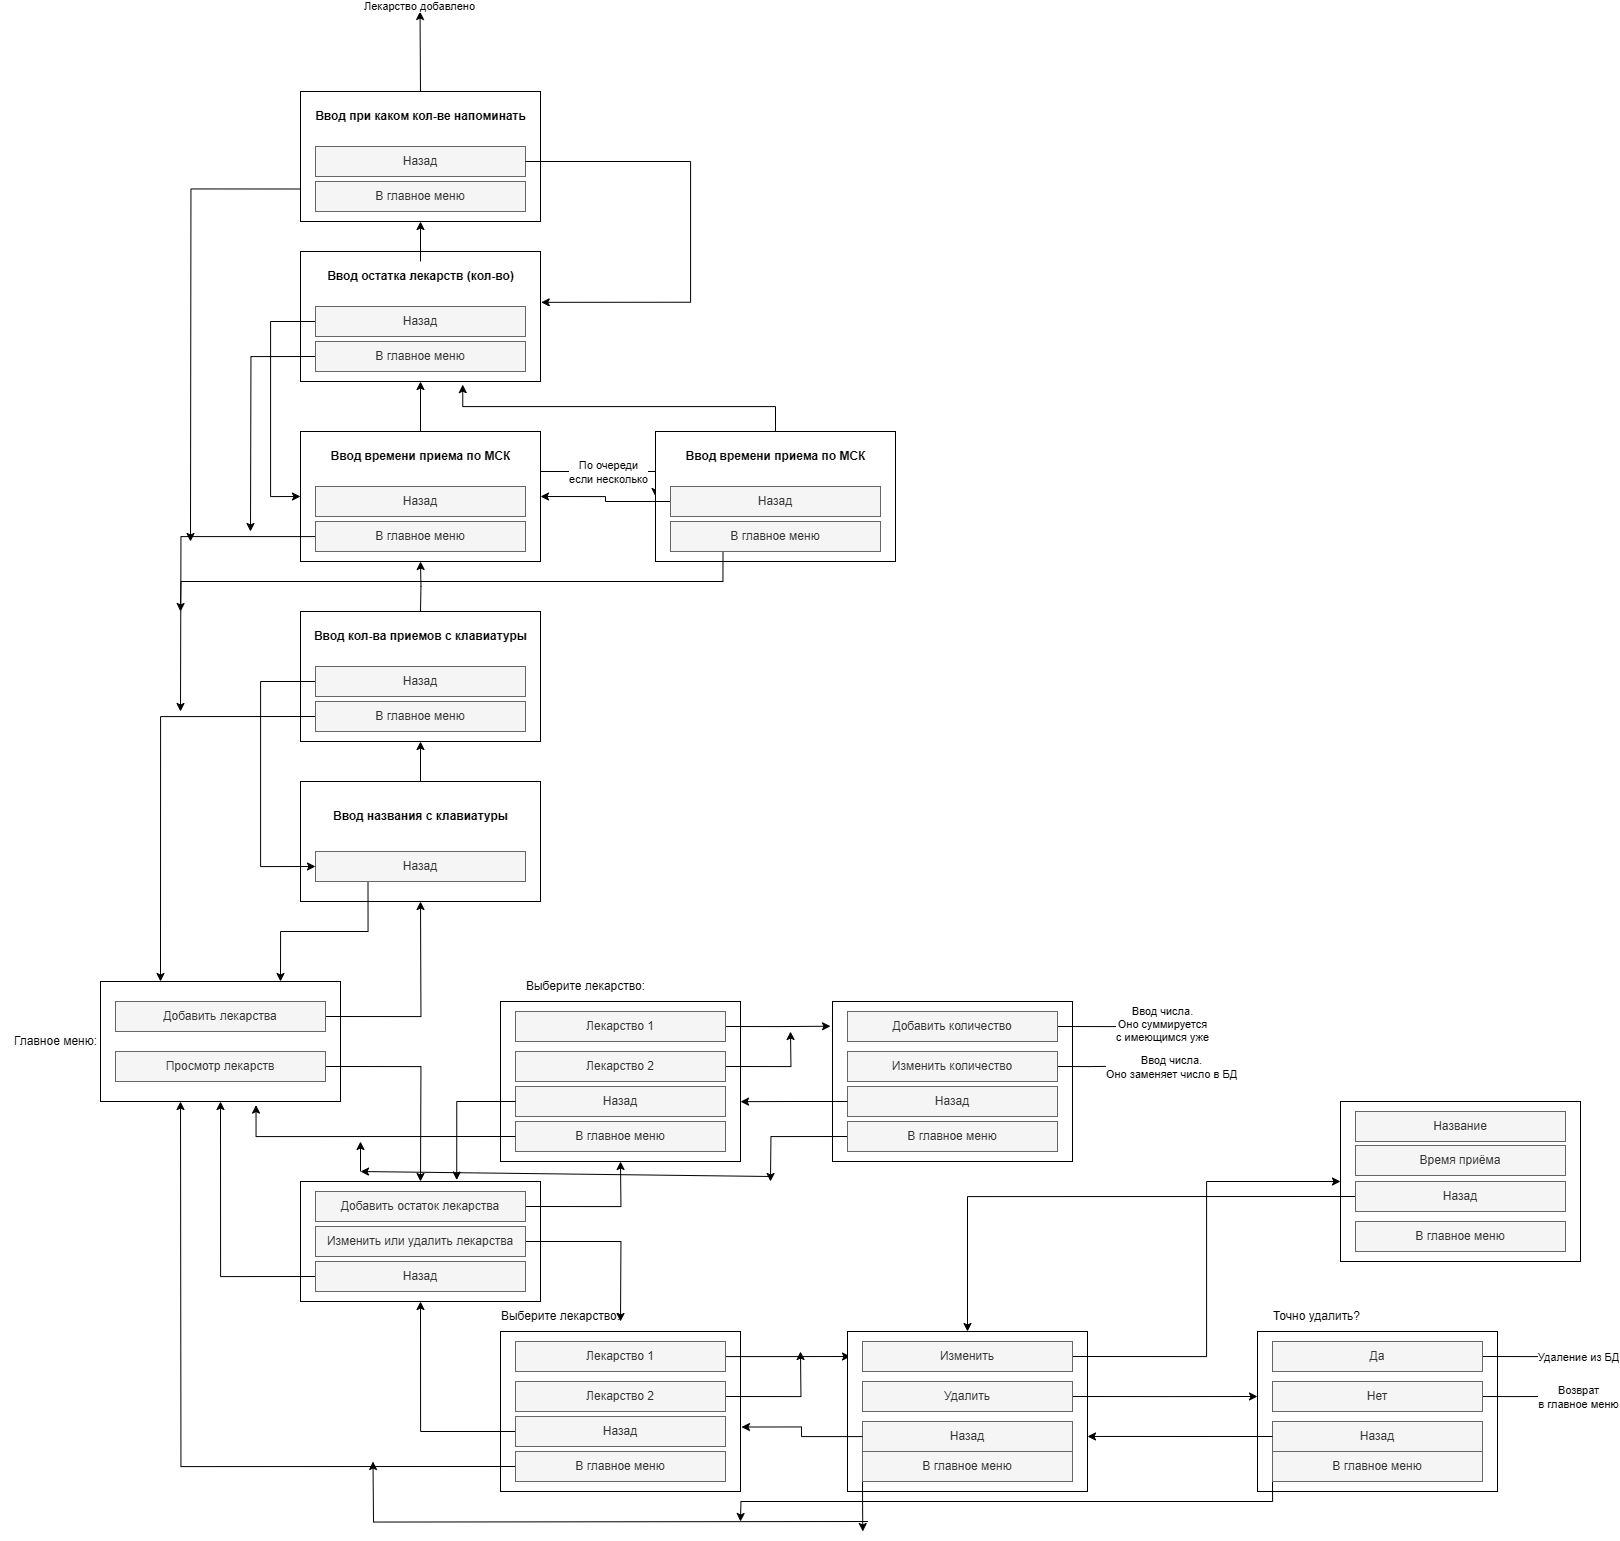 Лекарство добавлено
Ввод при каком кол-ве напоминать
Назад
В главное меню
Ввод остатка лекарств (кол-во)
Назад
В главное меню
Ввод времени приема по МСК
Назад
В главное меню
По очереди
если несколько
Ввод времени приема по МСК
Назад
В главное меню
Ввод кол-ва приемов с клавиатуры
Назад
В главное меню
Ввод названия с клавиатуры
Назад
Главное меню:
Добавить лекарства
Просмотр лекарств
Выберите лекарство:
Лекарство 1
Лекарство 2
Назад
В главное меню
Добавить количество
Изменить количество
Назад
В главное меню
Ввод числа.
Оно суммируется
с имеющимся уже
Ввод числа.
Оно заменяет число в БД
Название
Время приёма
Назад
В главное меню
Добавить остаток лекарства
Изменить или удалить лекарства
Назад
Выберите лекарство:
Лекарство 1
Лекарство 2
Назад
В главное меню
Изменить
Удалить
Назад
В главное меню
Точно удалить?
Да
Нет
Назад
В главное меню
Удаление из БД
Возврат
в главное меню